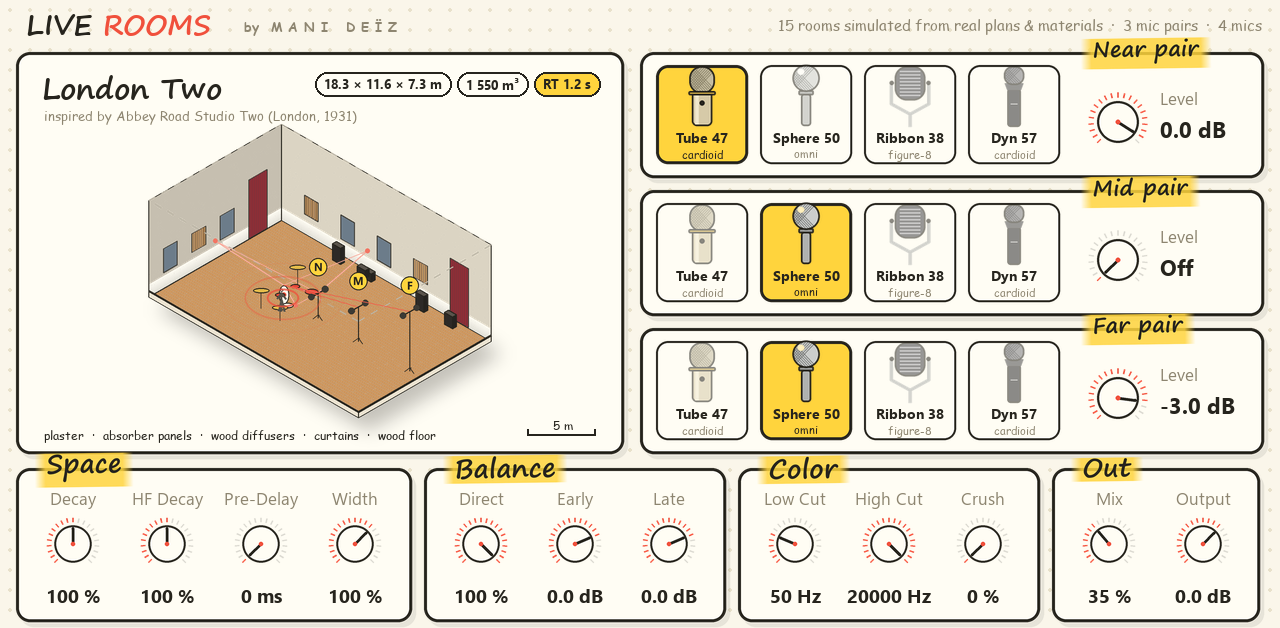 LIVE ROOMS by MANI DEÏZ
15 rooms simulated from real plans & materials · 3 mic pairs · 4 mics
London Two
18.3 × 11.6 × 7.3 m
1 550 m³
RT 1.2 s
inspired by Abbey Road Studio Two (London, 1931)
N
M
F
plaster · absorber panels · wood diffusers · curtains · wood floor
5 m
Near pair
Tube 47
cardioid
Sphere 50
omni
Ribbon 38
figure-8
Dyn 57
cardioid
Level
0.0 dB
Mid pair
Tube 47
cardioid
Sphere 50
omni
Ribbon 38
figure-8
Dyn 57
cardioid
Level
Off
Far pair
Tube 47
cardioid
Sphere 50
omni
Ribbon 38
figure-8
Dyn 57
cardioid
Level
-3.0 dB
Space
Decay HF Decay Pre-Delay Width
100 % 100 % 0 ms 100 %
Balance
Direct Early Late
100 % 0.0 dB 0.0 dB
Color
Low Cut High Cut Crush
50 Hz 20000 Hz 0 %
Out
Mix Output
35 % 0.0 dB